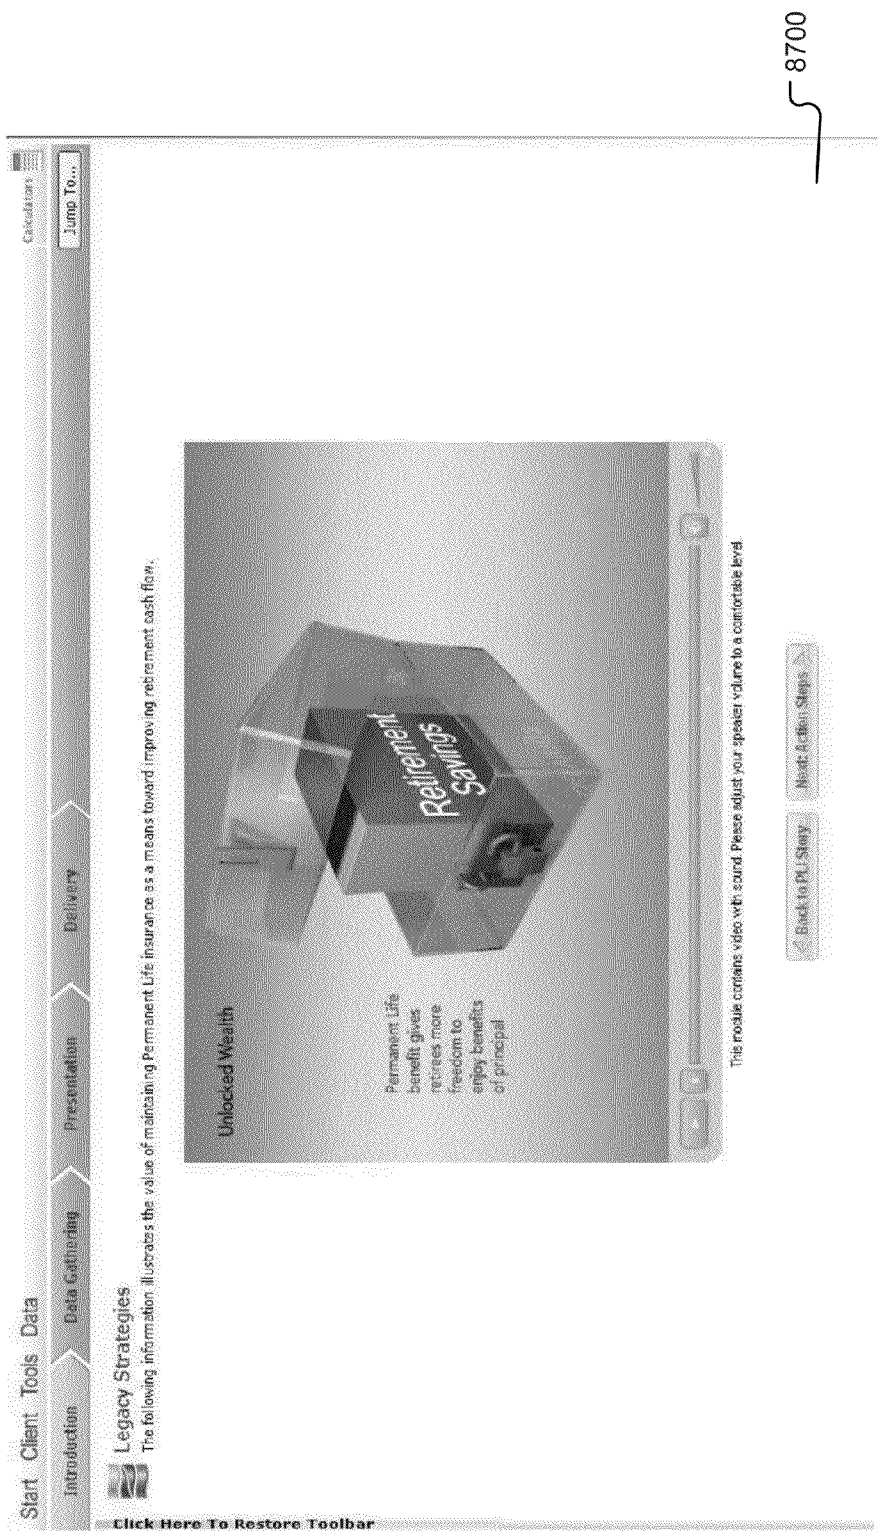 8700
Start Client Tools Data
Calculators
Introduction
Data Gathering
Presentation
Delivery
Jump To...
Legacy Strategies
The following information illustrates the value of maintaining Permanent Life insurance as a means toward improving retirement cash flow.
Click Here To Restore Toolbar
Unlocked Wealth
Permanent Life
benefit gives
retirees more
freedom to
enjoy benefits
of principal
Retirement
Savings
This module contains video with sound. Please adjust your speaker volume to a comfortable level.
Back to PLI Story
Next: Action Steps